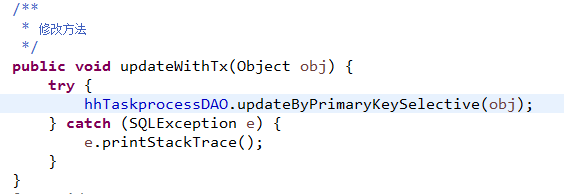 /**
 * 修改方法
 */
public void updateWithTx(Object obj) {
    try {
        hhTaskprocessDAO.updateByPrimaryKeySelective(obj);
    } catch (SQLException e) {
        e.printStackTrace();
    }
}